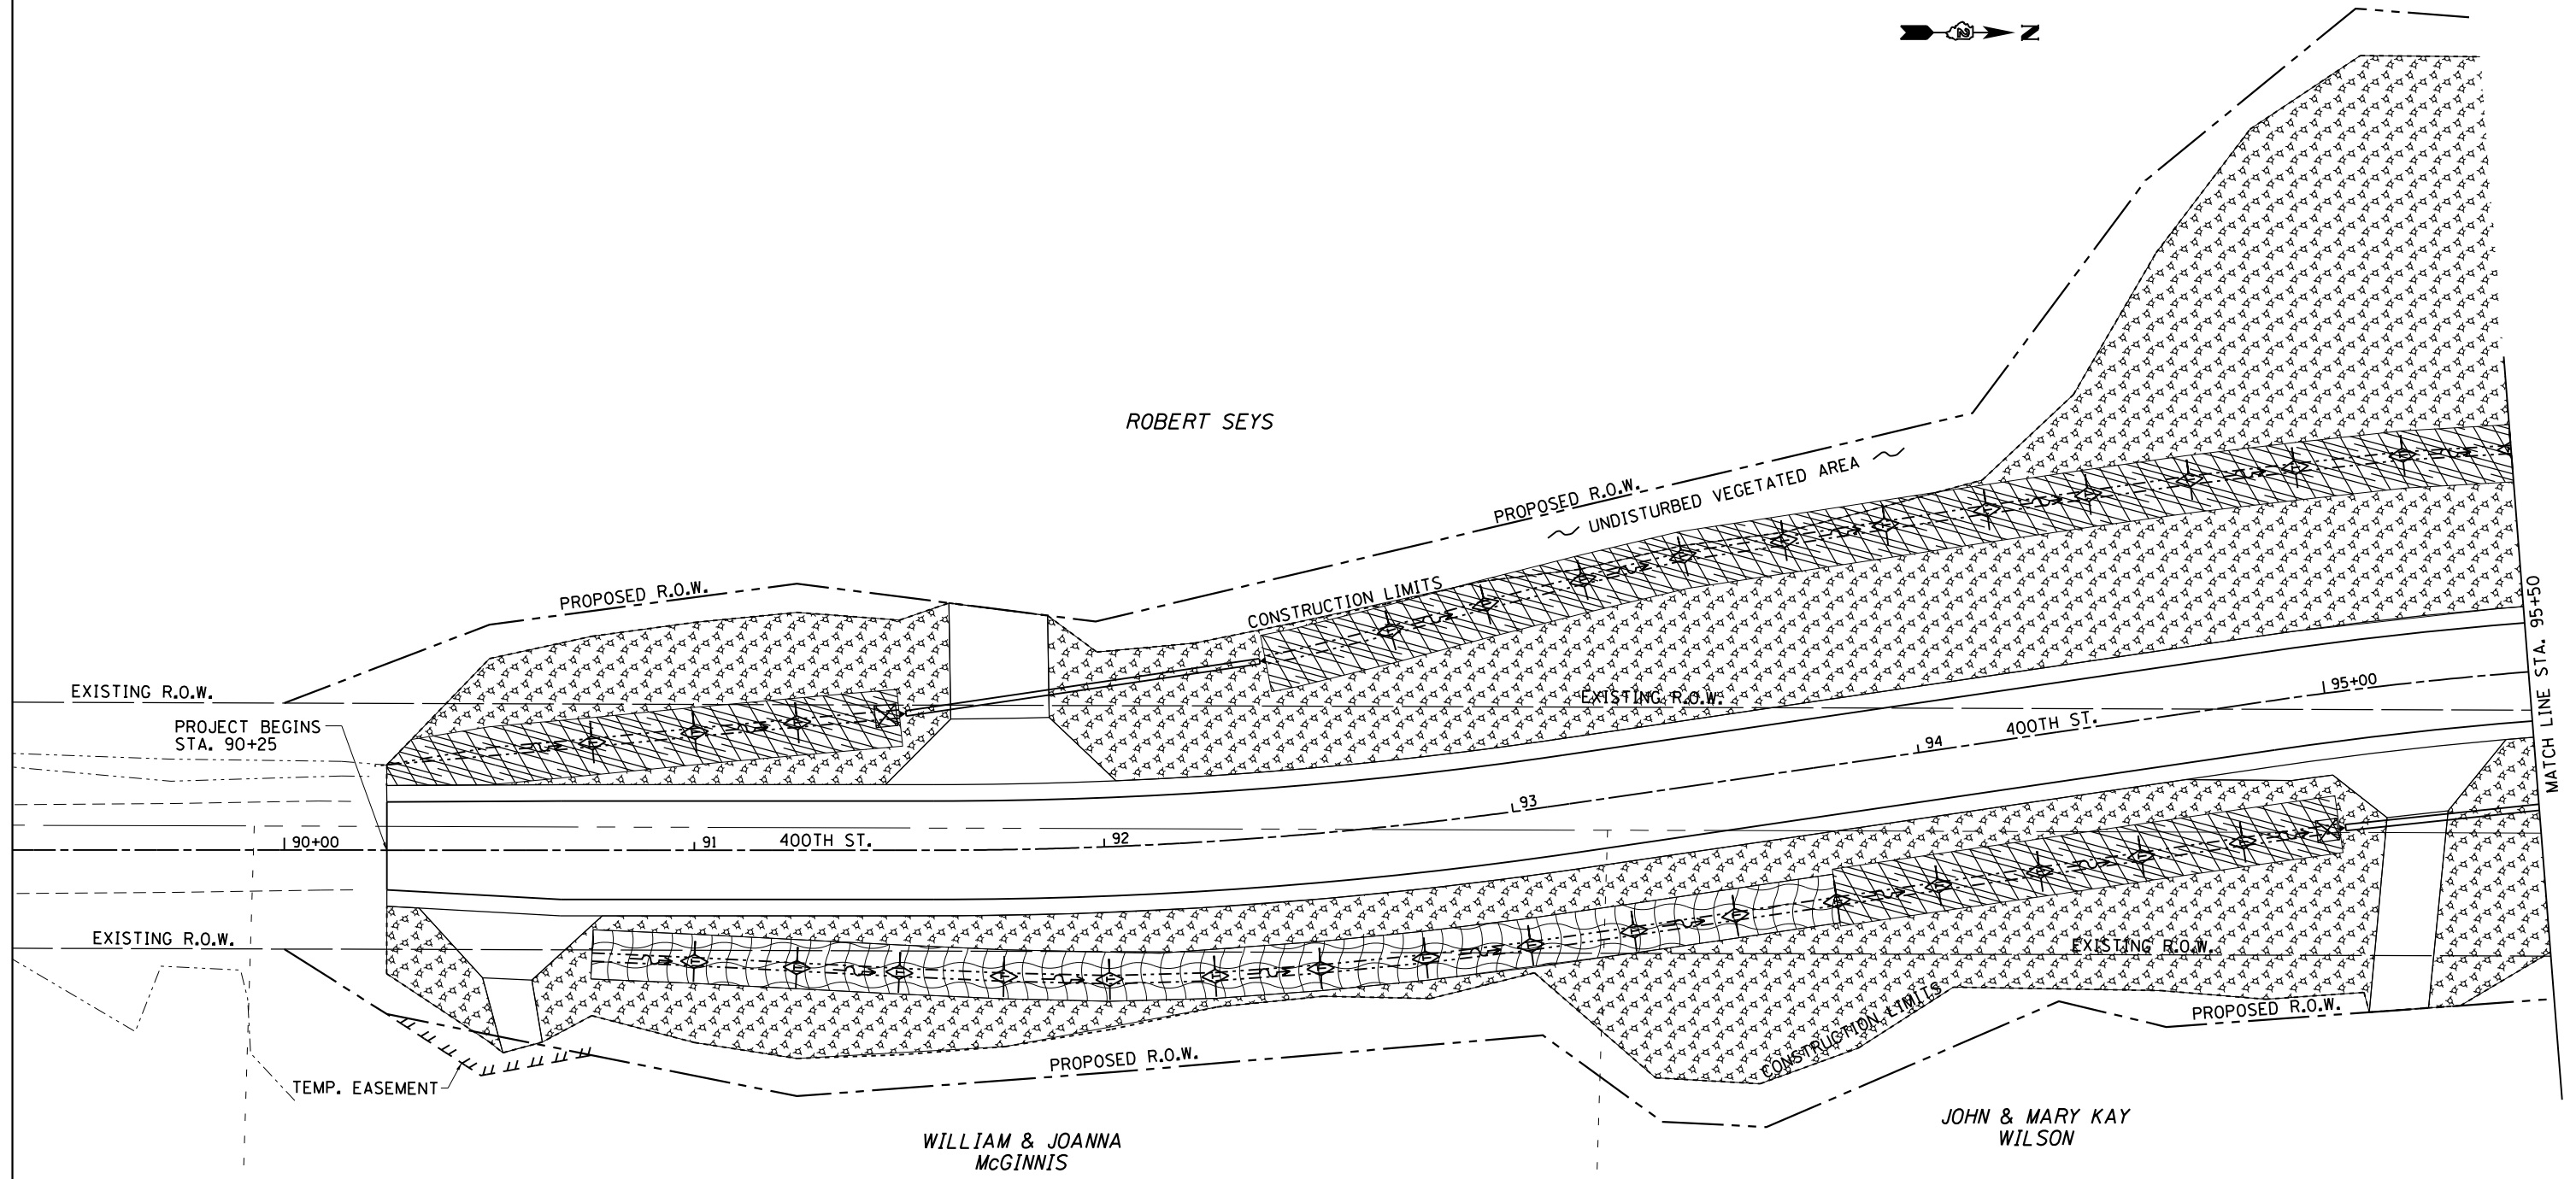 N
ROBERT SEYS
PROPOSED R.O.W.
UNDISTURBED VEGETATED AREA
CONSTRUCTION LIMITS
PROPOSED R.O.W.
EXISTING R.O.W.
EXISTING R.O.W.
PROJECT BEGINS
STA. 90+25
95+00
400TH ST.
94
93
MATCH LINE STA. 95+50
90+00
91
400TH ST.
92
EXISTING R.O.W.
EXISTING R.O.W.
CONSTRUCTION LIMITS
PROPOSED R.O.W.
PROPOSED R.O.W.
TEMP. EASEMENT
WILLIAM & JOANNA
McGINNIS
JOHN & MARY KAY
WILSON